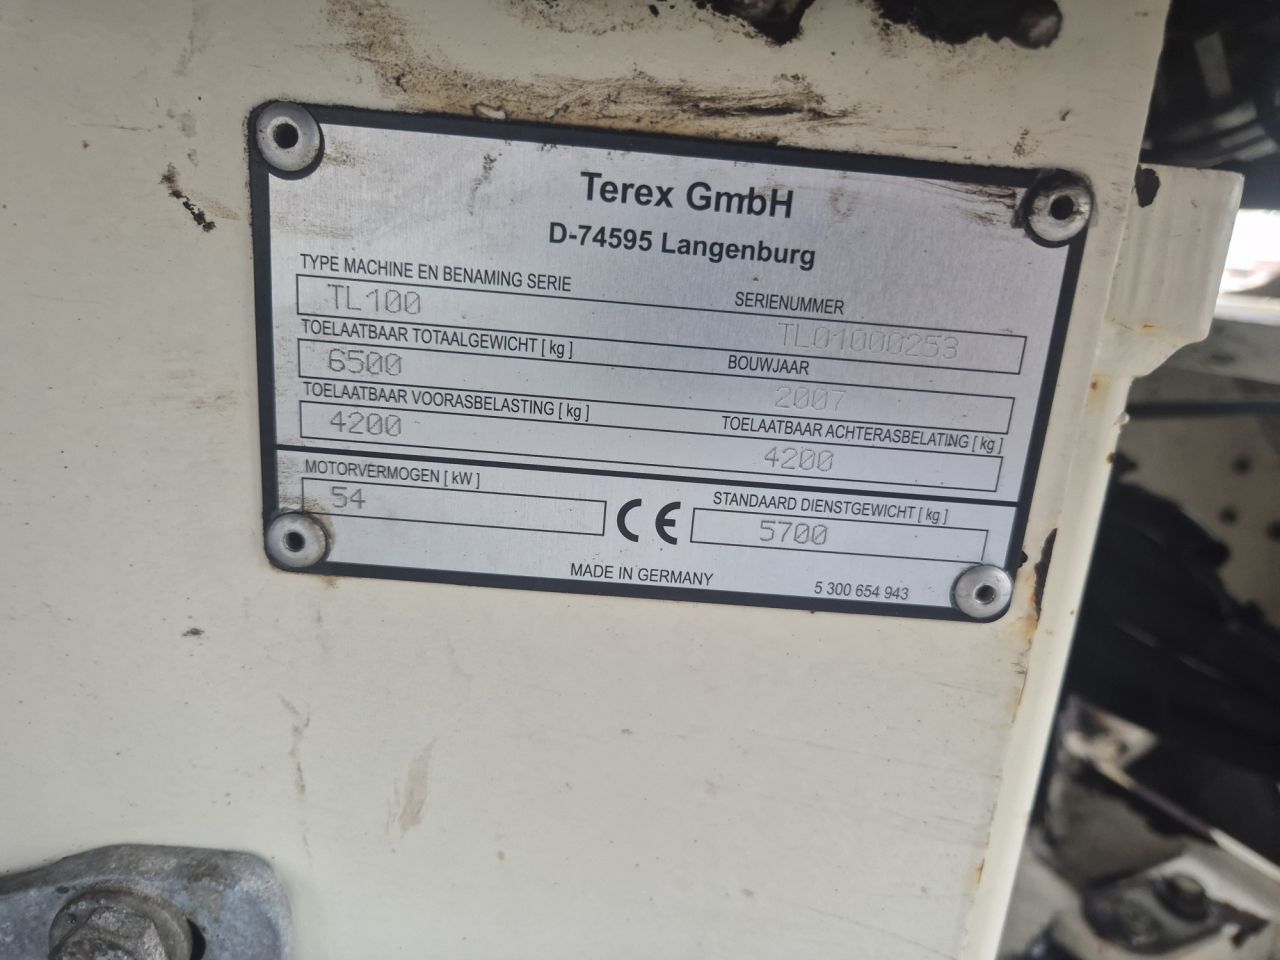 Terex GmbH
D-74595 Langenburg
TYPE MACHINE EN BENAMING SERIE
SERIENUMMER
TL100
TL01000253
TOELAATBAAR TOTAALGEWICHT [ kg ]
BOUWJAAR
6500
2007
TOELAATBAAR VOORASBELASTING [ kg ]
TOELAATBAAR ACHTERASBELATING [ kg ]
4200
4200
MOTORVERMOGEN [ kW ]
STANDAARD DIENSTGEWICHT [ kg ]
54
CE
5700
MADE IN GERMANY
5 300 654 943